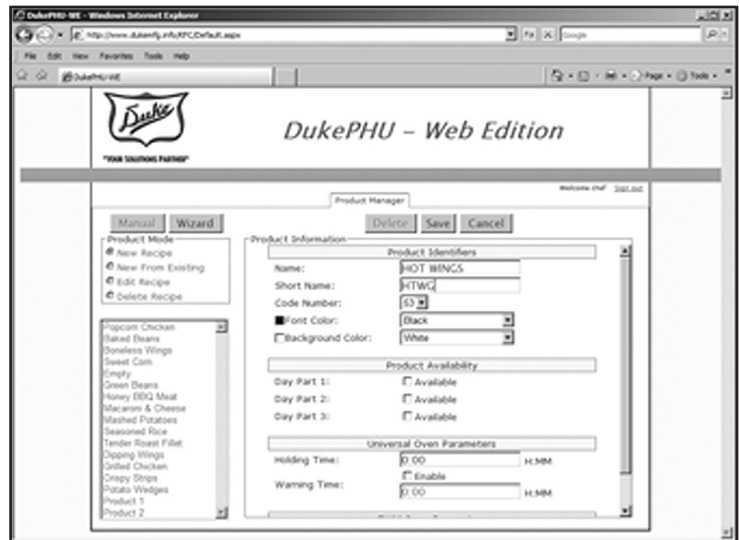 DukePHU-WE - Windows Internet Explorer
http://www.dukemfg.info/KFC/Default.aspx
Google
File Edit View Favorites Tools Help
DukePHU-WE
Page Tools
Duke
"YOUR SOLUTIONS PARTNER"
DukePHU – Web Edition
Welcome chef Sign out
Product Manager
Manual Wizard
Delete Save Cancel
Product Mode
New Recipe
New From Existing
Edit Recipe
Delete Recipe
Popcorn Chicken
Baked Beans
Boneless Wings
Sweet Corn
Empty
Green Beans
Honey BBQ Meat
Macaroni & Cheese
Mashed Potatoes
Seasoned Rice
Tender Roast Fillet
Dipping Wings
Grilled Chicken
Crispy Strips
Potato Wedges
Product 1
Product 2
Product Information
Product Identifiers
Name: HOT WINGS
Short Name: HTWG
Code Number: 53
Font Color: Black
Background Color: White
Product Availability
Day Part 1: Available
Day Part 2: Available
Day Part 3: Available
Universal Oven Parameters
Holding Time: 0:00 H:MM
Enable
Warning Time: 0:00 H:MM